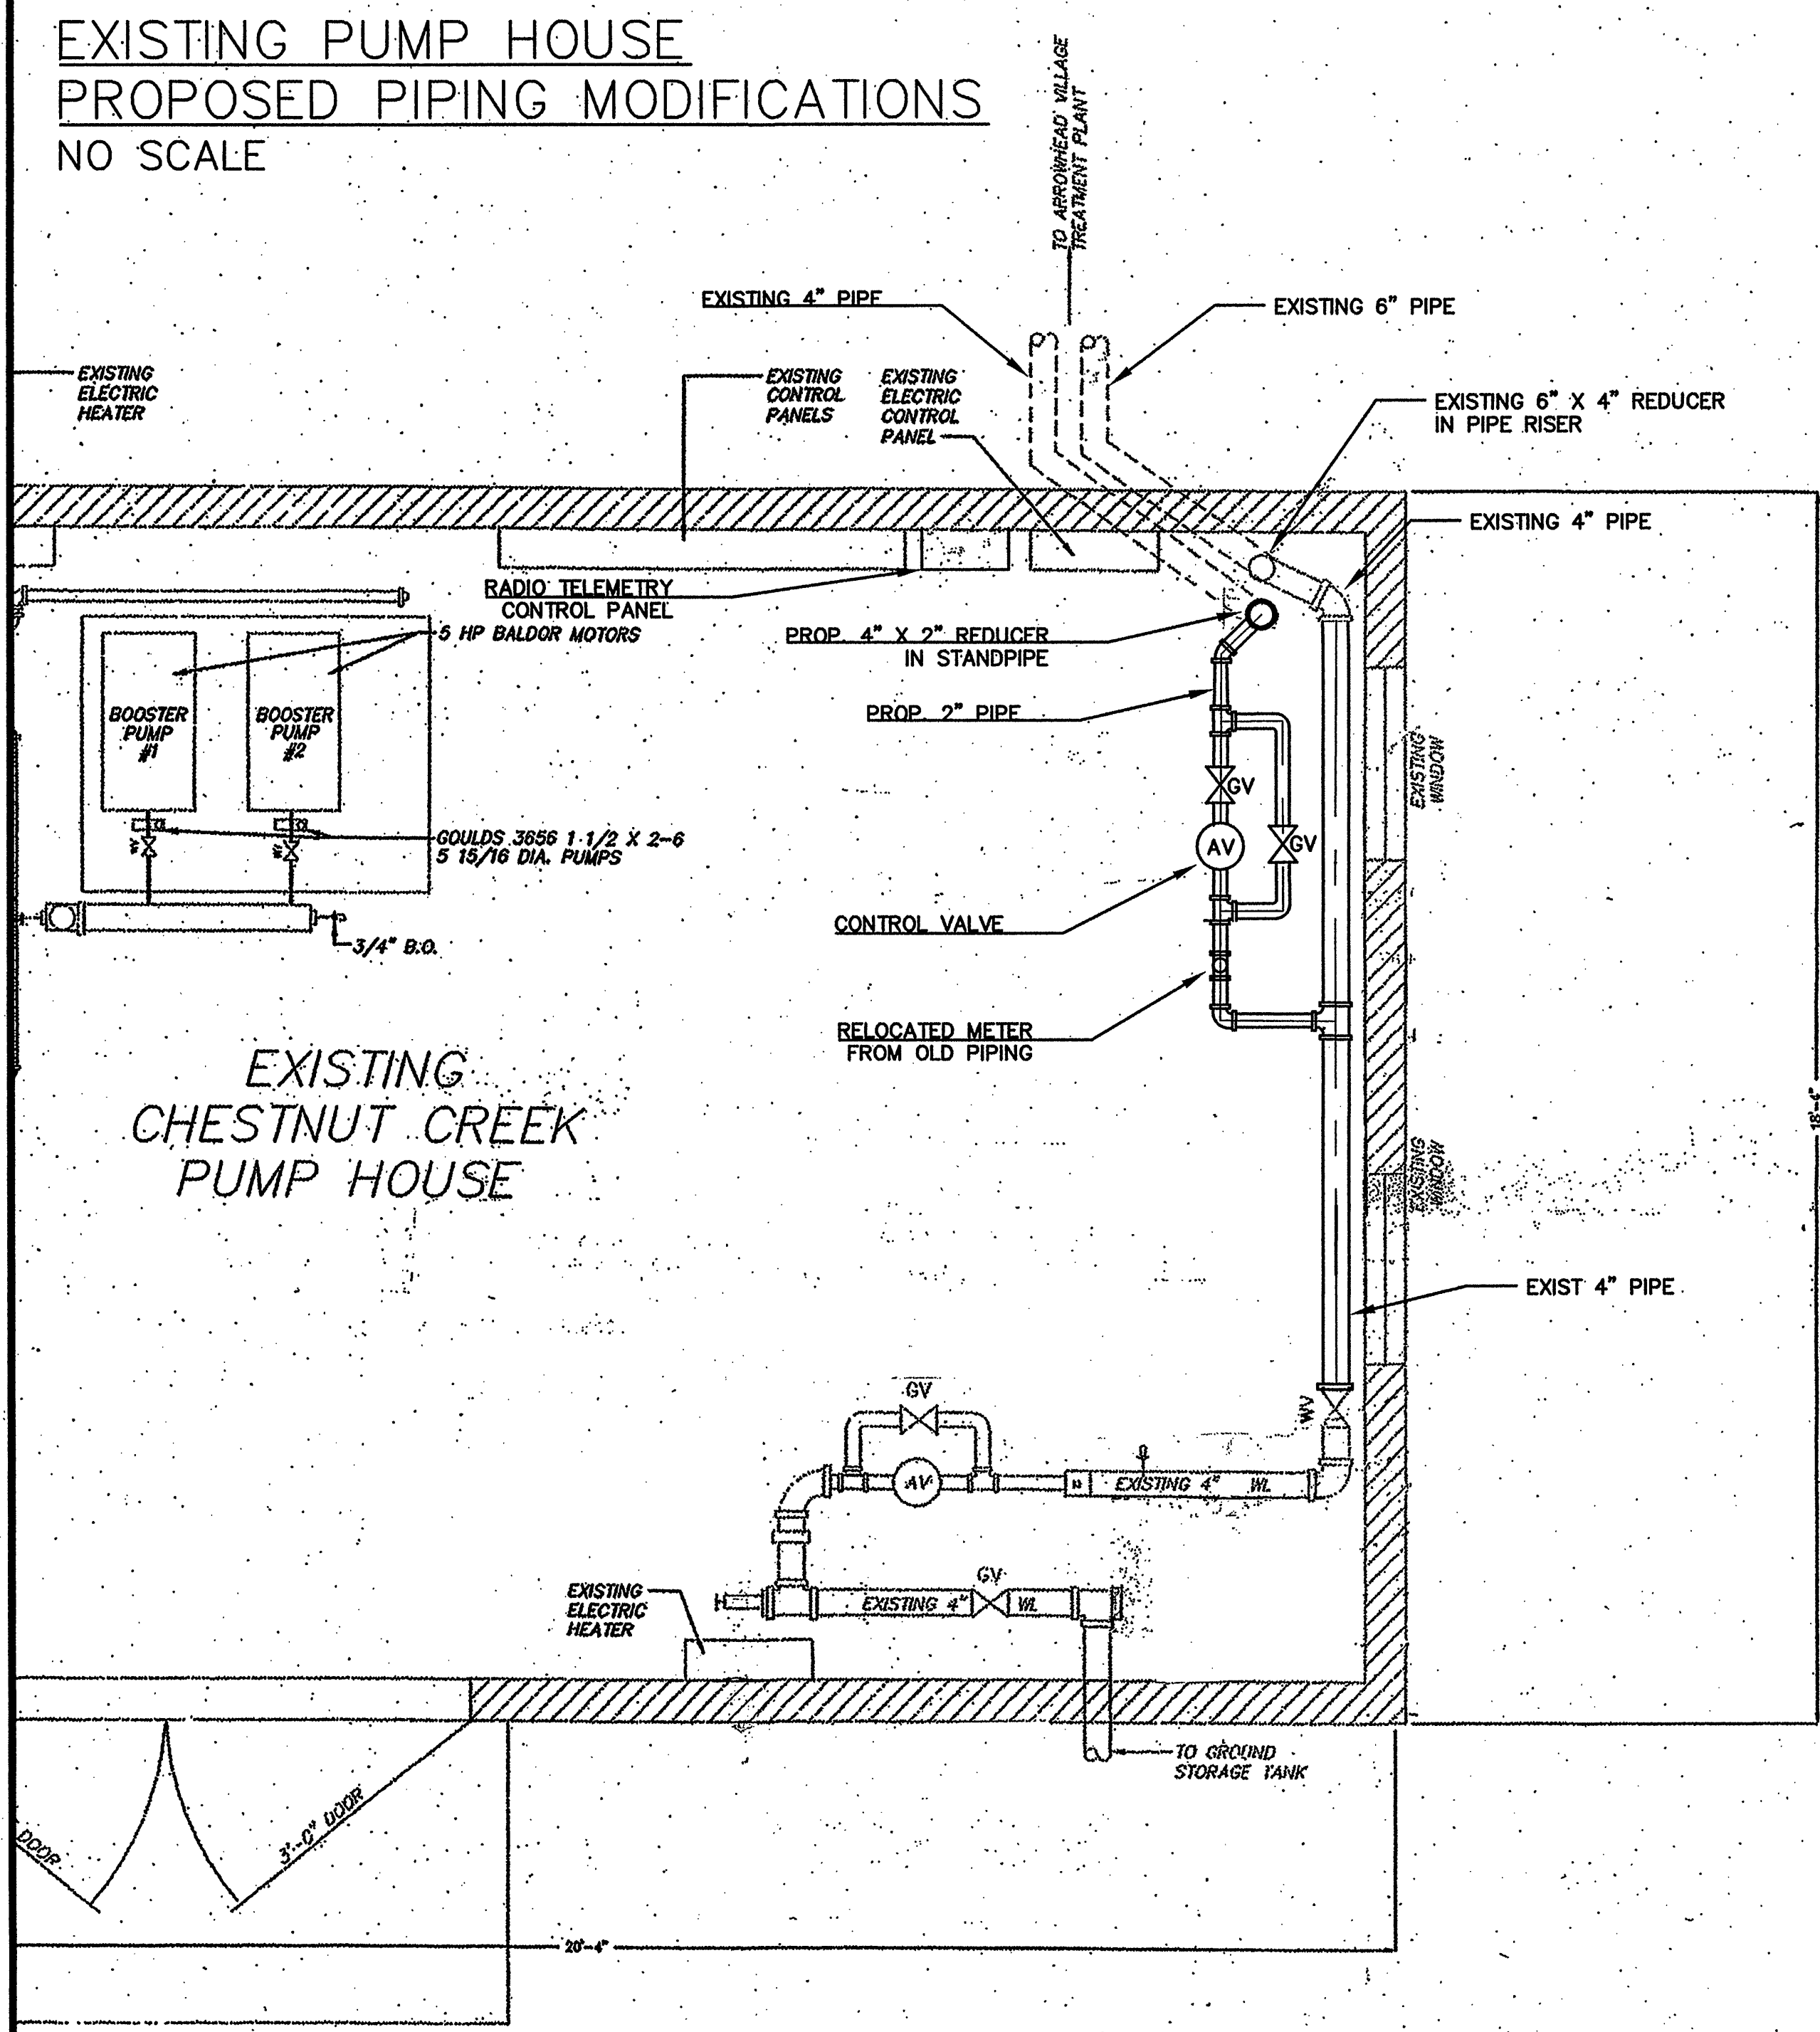 EXISTING PUMP HOUSE
PROPOSED PIPING MODIFICATIONS
NO SCALE
TO ARROWHEAD VILLAGE
TREATMENT PLANT
EXISTING 4" PIPE
EXISTING 6" PIPE
EXISTING
ELECTRIC
HEATER
EXISTING
CONTROL
PANELS
EXISTING
ELECTRIC
CONTROL
PANEL
EXISTING 6" X 4" REDUCER
IN PIPE RISER
EXISTING 4" PIPE
RADIO TELEMETRY
CONTROL PANEL
5 HP BALDOR MOTORS
PROP. 4" X 2" REDUCER
IN STANDPIPE
BOOSTER
PUMP
#1
BOOSTER
PUMP
#2
PROP. 2" PIPE
EXISTING
WINDOW
GV
WV
WV
GOULDS 3656 1 1/2 X 2-6
5 15/16 DIA. PUMPS
AV
GV
CONTROL VALVE
3/4" B.O.
RELOCATED METER
FROM OLD PIPING
EXISTING
CHESTNUT CREEK
PUMP HOUSE
18'-4"
EXISTING
WINDOW
EXIST 4" PIPE
GV
WV
AV
EXISTING 4" WL
EXISTING
ELECTRIC
HEATER
GV
EXISTING 4" WL
TO GROUND
STORAGE TANK
DOOR
3'-0" DOOR
20'-4"